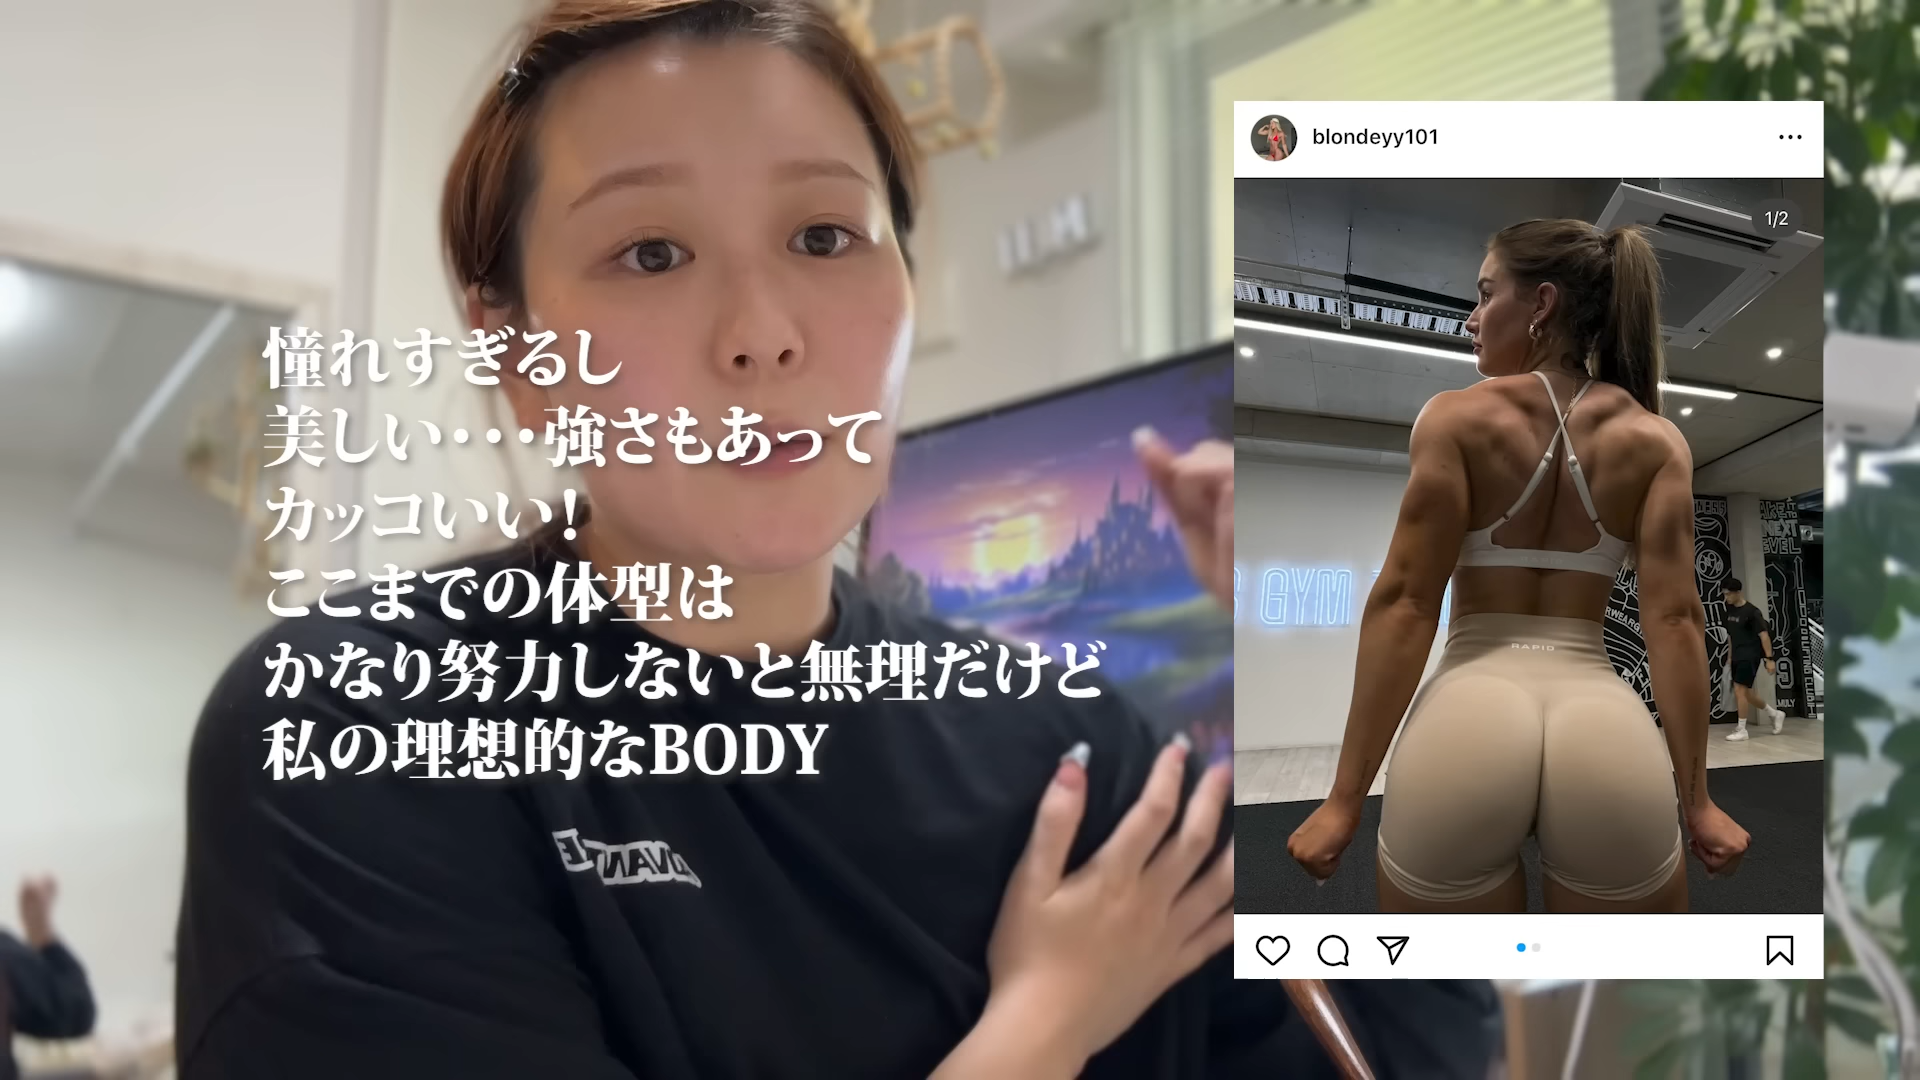 憧れすぎるし
美しい・・・強さもあって
カッコいい！
ここまでの体型は
かなり努力しないと無理だけど
私の理想的なBODY
blondeyy101
1/2
GYM
RAPID
NEXT
LEVEL